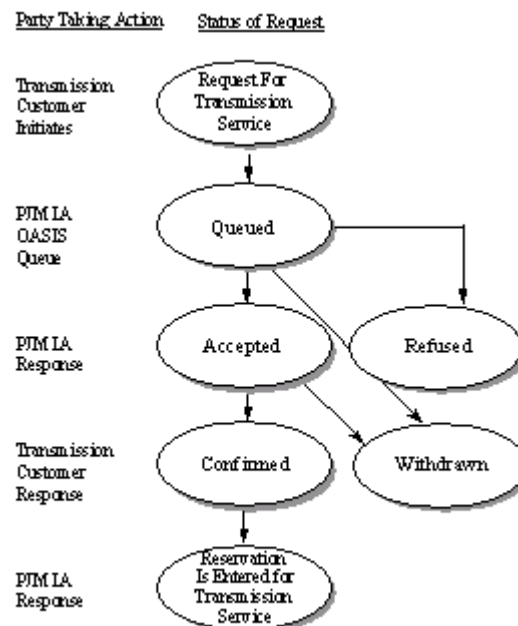 Party Taking Action
Status of Request
Transmission
Customer
Initiates
Request For
Transmission
Service
PJM IA
OASIS
Queue
Queued
PJM IA
Response
Accepted
Refused
Transmission
Customer
Response
Confirmed
Withdrawn
PJM IA
Response
Reservation
Is Entered for
Transmission
Service